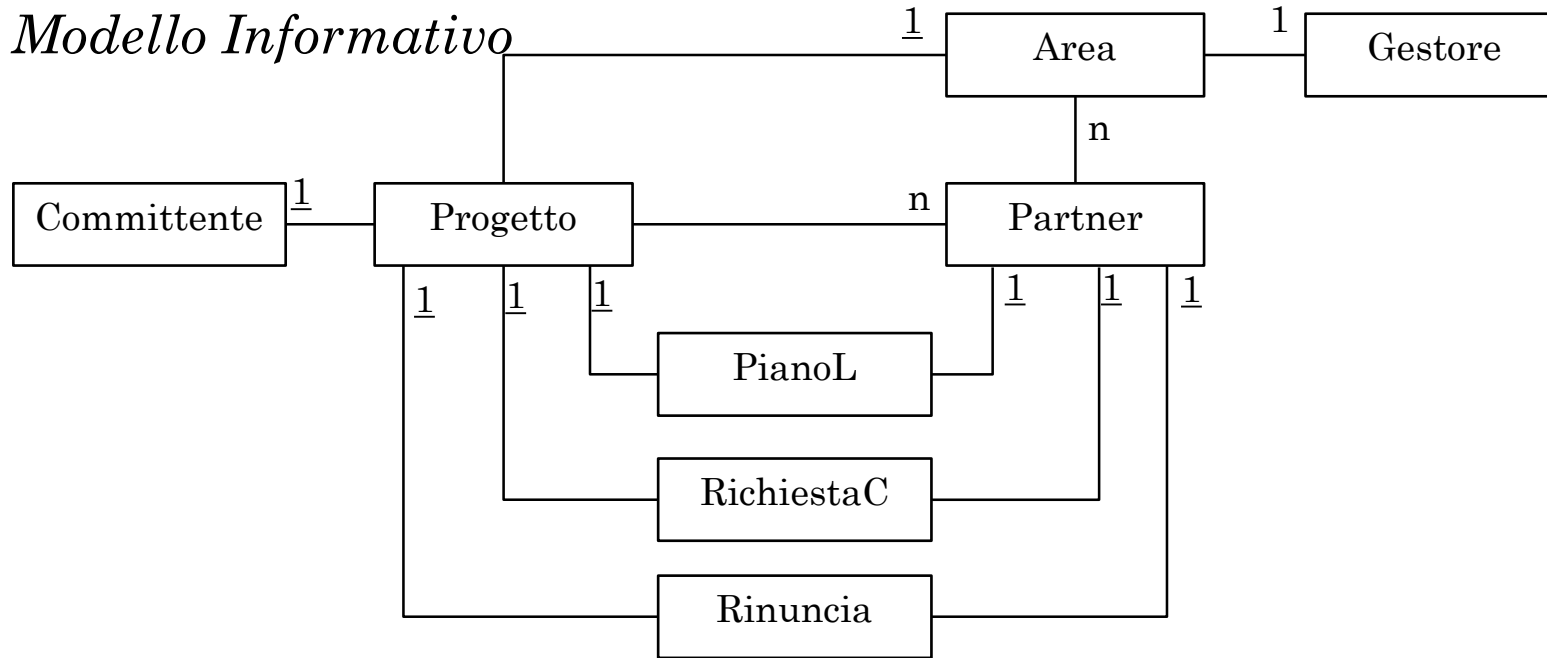 Modello Informativo
1 Area 1 Gestore
n
Committente 1 Progetto n Partner
1 1 1 1 1 1
PianoL
RichiestaC
Rinuncia